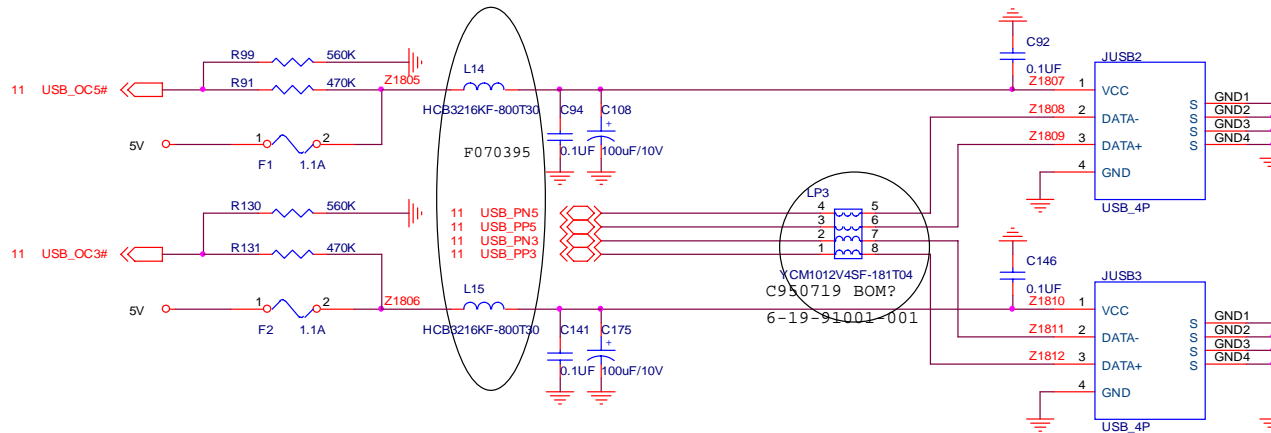 C92
0.1UF
R99 560K
R91 470K
11 USB_OC5#
Z1805
L14
HCB3216KF-800T30
C94
0.1UF
C108
+
100uF/10V
5V
1 2
F1 1.1A
F070395
Z1807
Z1808
Z1809
JUSB2
1 VCC
2 DATA-
3 DATA+
4 GND
S GND1
S GND2
S GND3
S GND4
USB_4P
R130 560K
R131 470K
11 USB_OC3#
11 USB_PN5
11 USB_PP5
11 USB_PN3
11 USB_PP3
LP3
4 5
3 6
2 7
1 8
YCM1012V4SF-181T04
C950719 BOM?
6-19-91001-001
5V
1 2
F2 1.1A
Z1806
L15
HCB3216KF-800T30
C141
0.1UF
C175
+
100uF/10V
C146
0.1UF
Z1810
Z1811
Z1812
JUSB3
1 VCC
2 DATA-
3 DATA+
4 GND
S GND1
S GND2
S GND3
S GND4
USB_4P